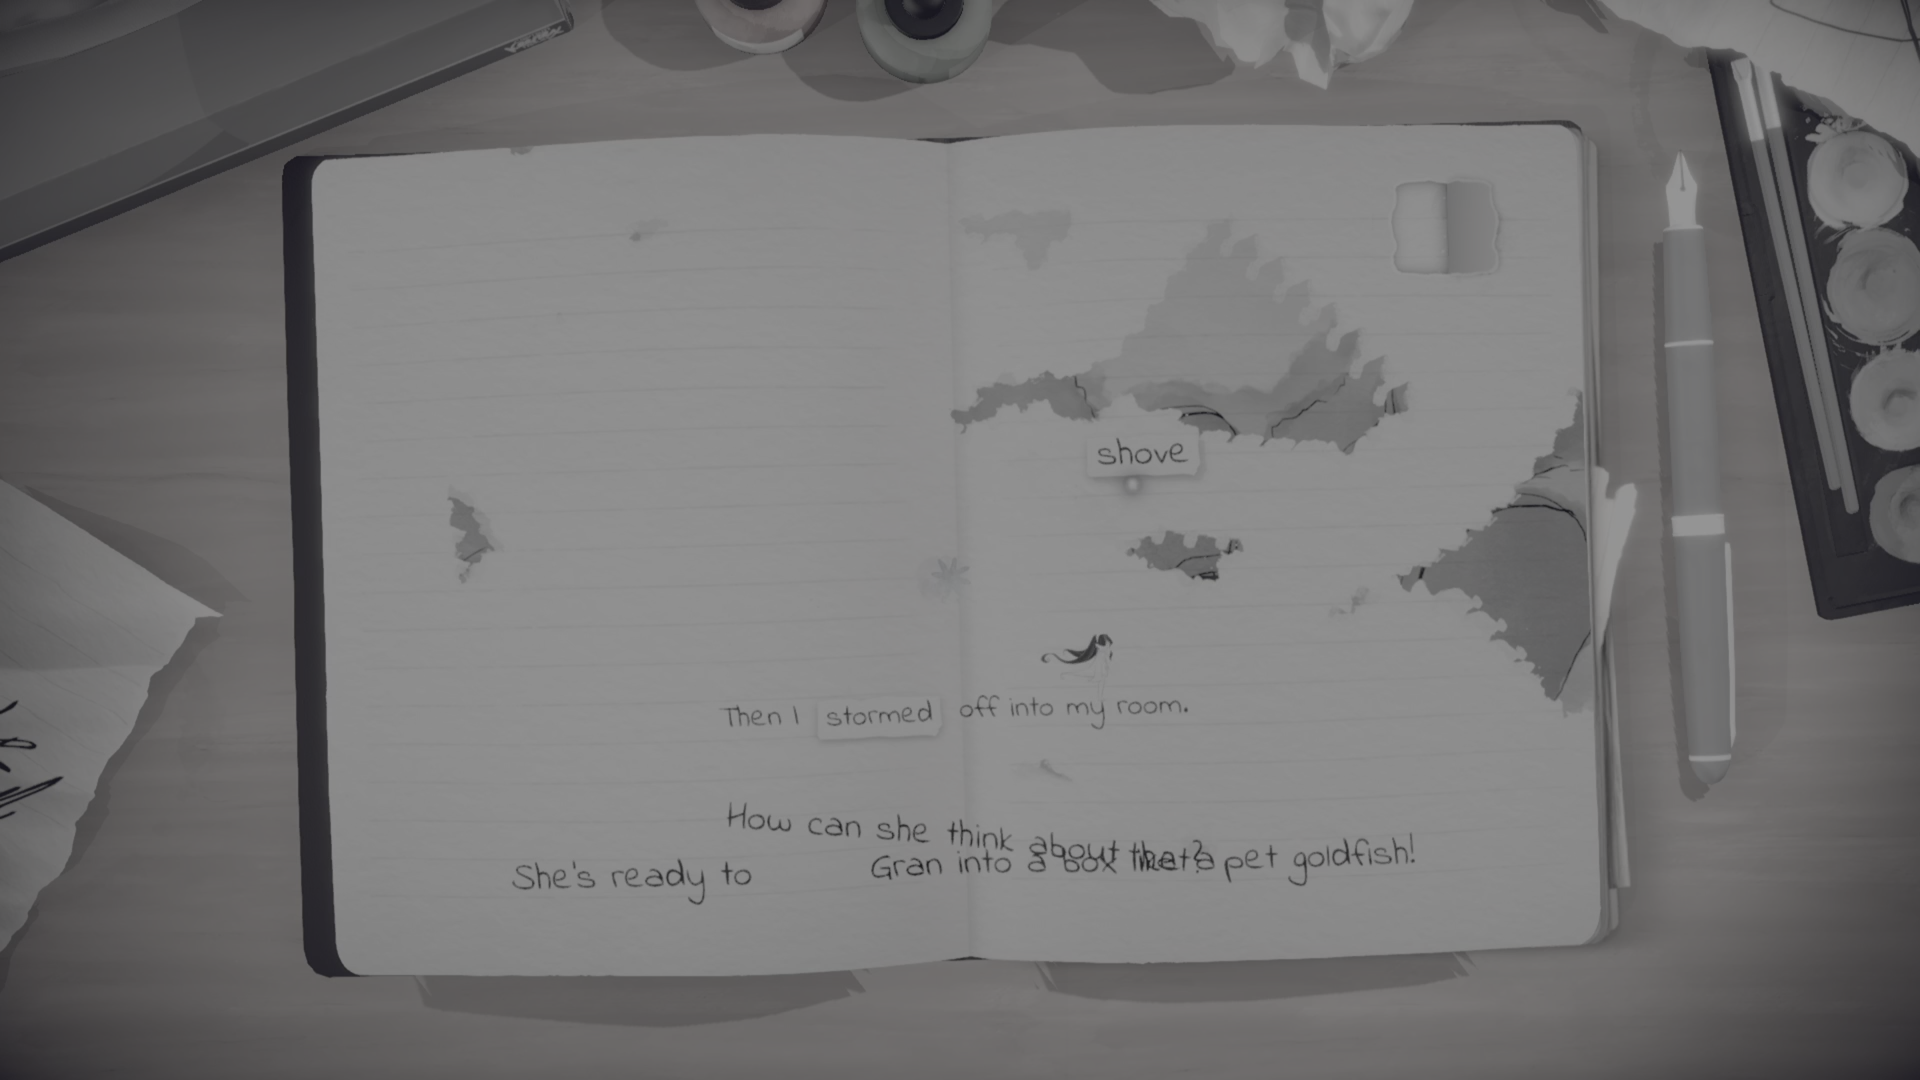 shove
Then I stormed off into my room.
How can she think about that?
She's ready to Gran into a box like a pet goldfish!